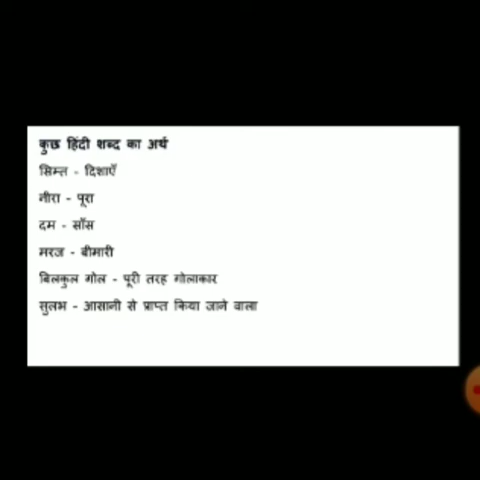 कुछ हिंदी शब्द का अर्थ
सिम्त - दिशाएँ
नीरा - पूरा
दम - साँस
मरज - बीमारी
बिलकुल गोल - पूरी तरह गोलाकार
सुलभ - आसानी से प्राप्त किया जाने वाला